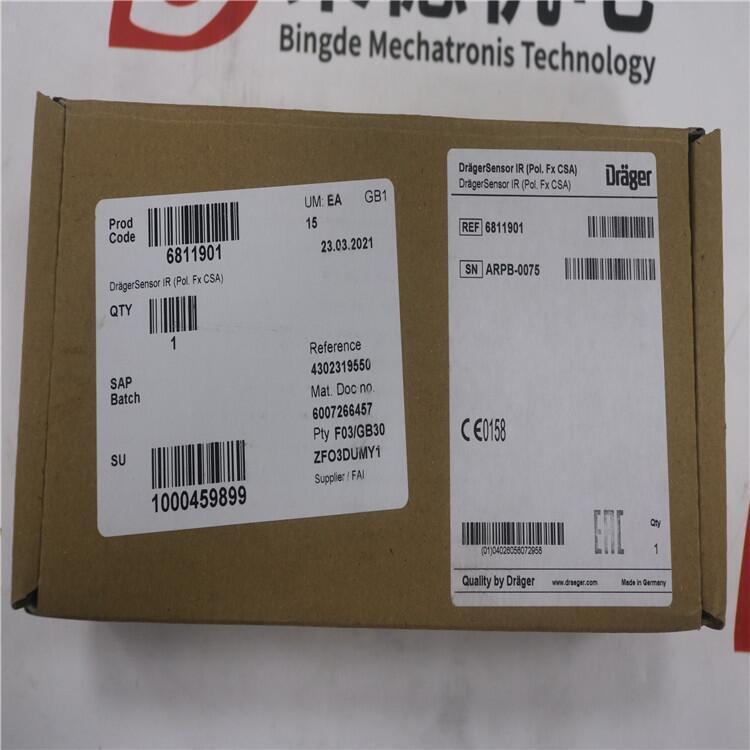 Bingde Mechatronis Technology
UM: EA GB1
Prod Code
6811901
15
23.03.2021
DrägerSensor IR (Pol. Fx CSA)
QTY
1
Reference
4302319550
SAP Batch
Mat. Doc no.
6007266457
Pty F03/GB30
SU
ZFO3DUMY1
1000459899
Supplier / FAI
DrägerSensor IR (Pol. Fx CSA)
DrägerSensor IR (Pol. Fx CSA)
Dräger
REF 6811901
SN ARPB-0075
CE0158
(01)04026056072958
EAC
Qty
1
Quality by Dräger www.draeger.com Made in Germany